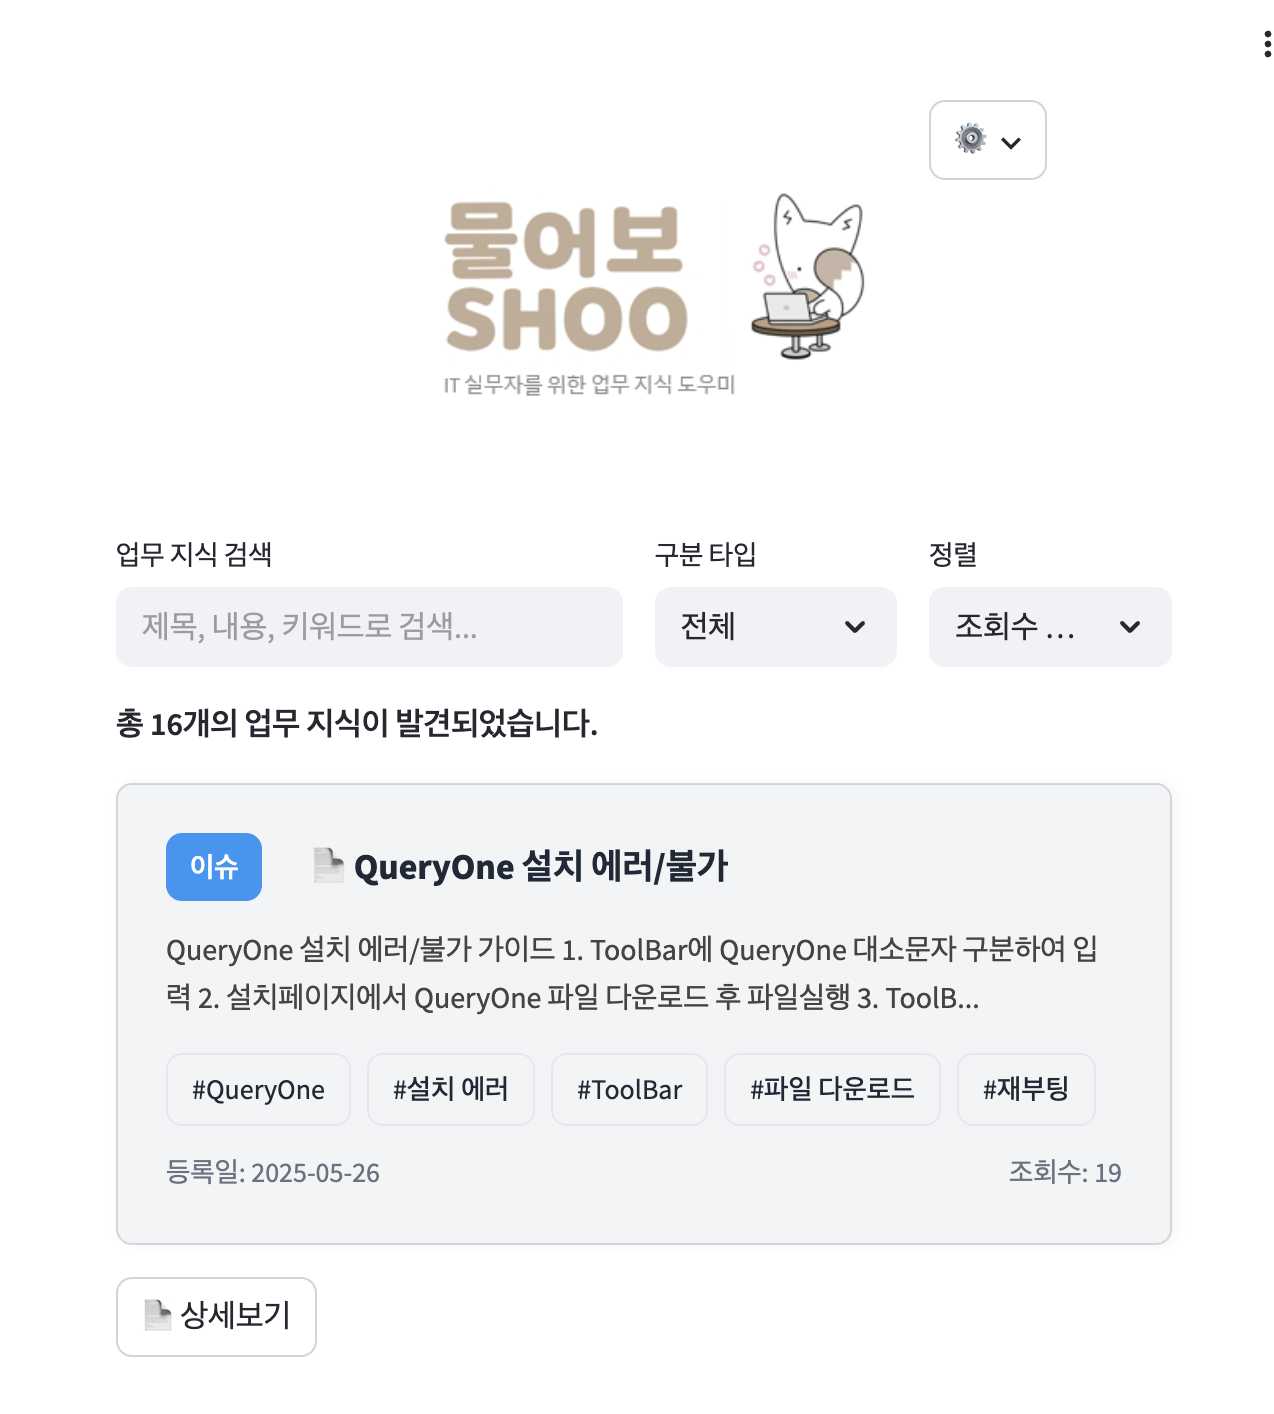 물어보
SHOO
IT 실무자를 위한 업무 지식 도우미
업무 지식 검색
구분 타입
정렬
제목, 내용, 키워드로 검색...
전체
조회수 ...
총 16개의 업무 지식이 발견되었습니다.
이슈
QueryOne 설치 에러/불가
QueryOne 설치 에러/불가 가이드 1. ToolBar에 QueryOne 대소문자 구분하여 입
력 2. 설치페이지에서 QueryOne 파일 다운로드 후 파일실행 3. ToolB...
#QueryOne
#설치 에러
#ToolBar
#파일 다운로드
#재부팅
등록일: 2025-05-26
조회수: 19
상세보기